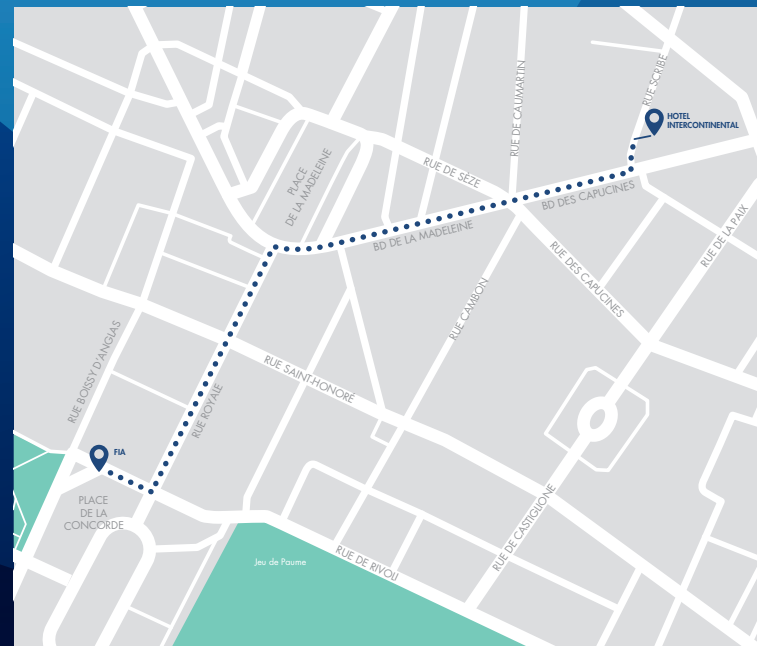 RUE SCRIBE
HOTEL
INTERCONTINENTAL
RUE DE CAUMARTIN
RUE DE SÈZE
PLACE
DE LA MADELEINE
BD DES CAPUCINES
BD DE LA MADELEINE
RUE DE LA PAIX
RUE DES CAPUCINES
RUE CAMBON
RUE BOISSY D'ANGLAS
RUE SAINT-HONORÉ
RUE ROYALE
FIA
PLACE
DE LA
CONCORDE
RUE DE CASTIGLIONE
Jeu de Paume
RUE DE RIVOLI